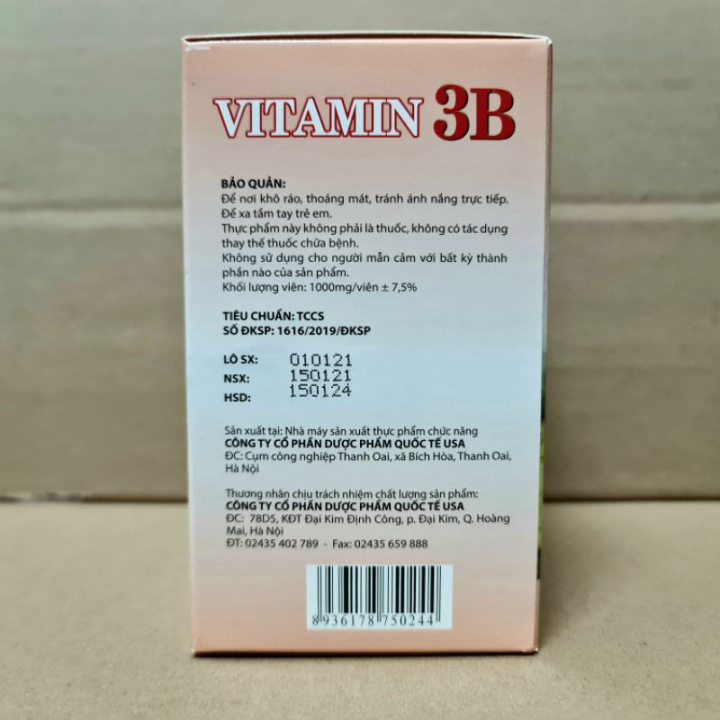 VITAMIN 3B
BẢO QUẢN:
Để nơi khô ráo, thoáng mát, tránh ánh nắng trực tiếp.
Để xa tầm tay trẻ em.
Thực phẩm này không phải là thuốc, không có tác dụng
thay thế thuốc chữa bệnh.
Không sử dụng cho người mẫn cảm với bất kỳ thành
phần nào của sản phẩm.
Khối lượng viên: 1000mg/viên ± 7,5%
TIÊU CHUẨN: TCCS
SỐ ĐKSP: 1616/2019/ĐKSP
LÔ SX: 010121
NSX: 150121
HSD: 150124
Sản xuất tại: Nhà máy sản xuất thực phẩm chức năng
CÔNG TY CỔ PHẦN DƯỢC PHẨM QUỐC TẾ USA
ĐC: Cụm công nghiệp Thanh Oai, xã Bích Hòa, Thanh Oai,
Hà Nội
Thương nhân chịu trách nhiệm chất lượng sản phẩm:
CÔNG TY CỔ PHẦN DƯỢC PHẨM QUỐC TẾ USA
ĐC: 78D5, KĐT Đại Kim Định Công, p. Đại Kim, Q. Hoàng
Mai, Hà Nội
ĐT: 02435 402 789 - Fax: 02435 659 888
8936178750244